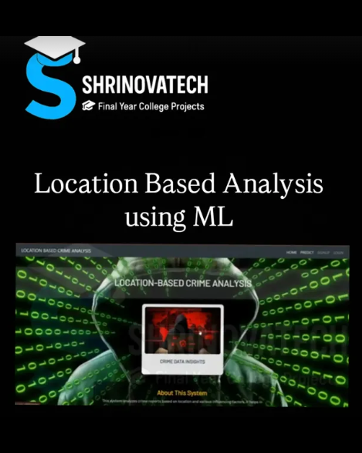 SHRINOVATECH
Final Year College Projects
Location Based Analysis
using ML
LOCATION-BASED CRIME ANALYSIS
HOME PREDICT
LOCATION-BASED CRIME ANALYSIS
CRIME DATA INSIGHTS
About This System